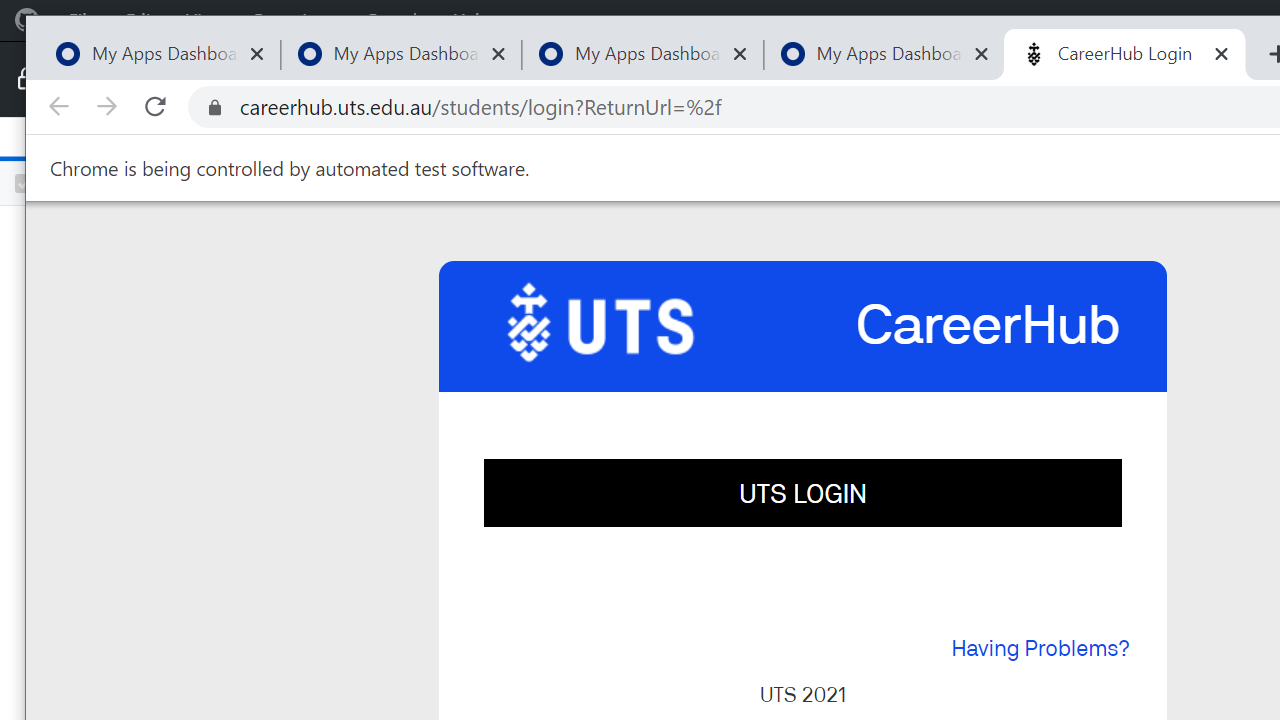 My Apps Dashboa
My Apps Dashboa
My Apps Dashboa
My Apps Dashboa
CareerHub Login
careerhub.uts.edu.au/students/login?ReturnUrl=%2f
Chrome is being controlled by automated test software.
UTS
CareerHub
UTS LOGIN
Having Problems?
UTS 2021